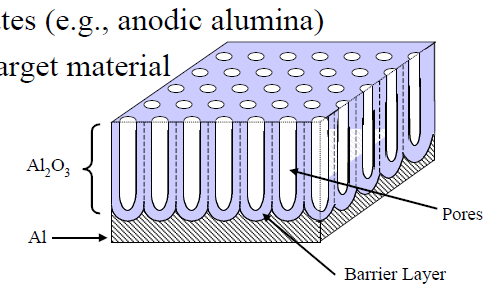 tes (e.g., anodic alumina)
arget material
Al2O3
Al
Pores
Barrier Layer